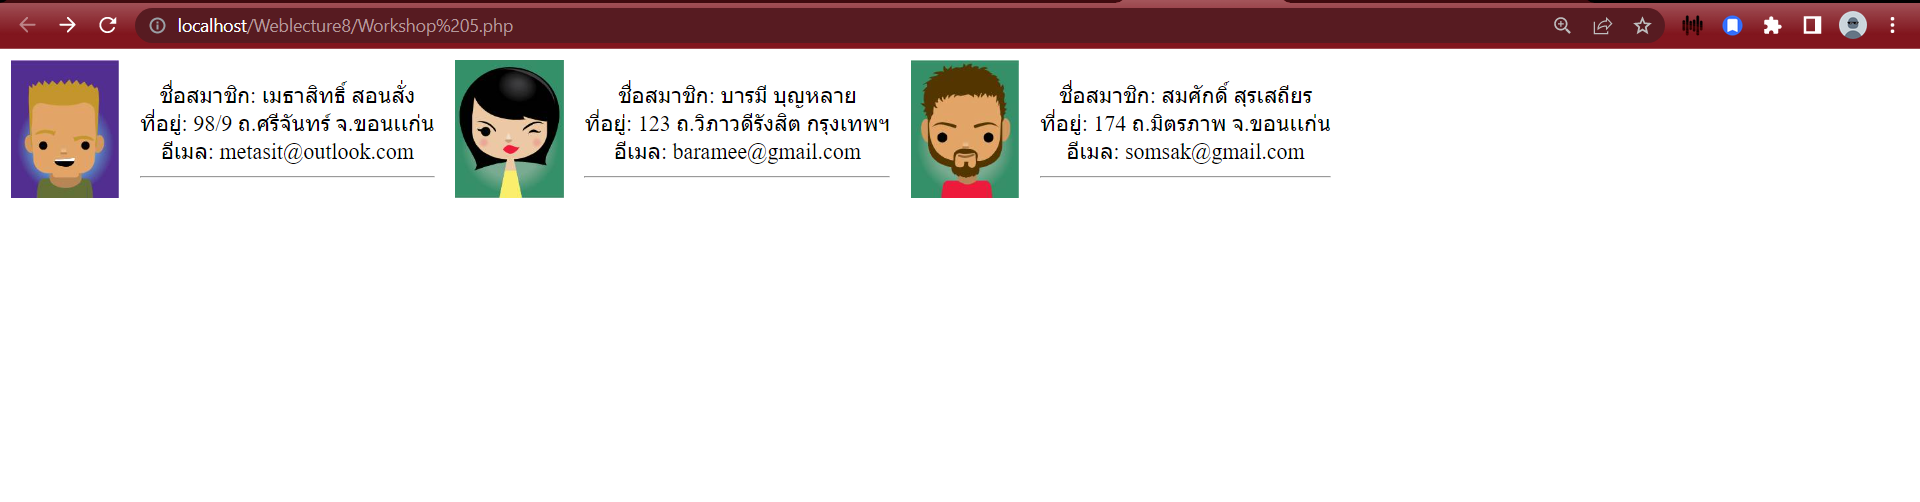 localhost/Weblecture8/Workshop%205.php
ชื่อสมาชิก: เมธาสิทธิ์ สอนสั่ง
ที่อยู่: 98/9 ถ.ศรีจันทร์ จ.ขอนแก่น
อีเมล: metasit@outlook.com
ชื่อสมาชิก: บารมี บุญหลาย
ที่อยู่: 123 ถ.วิภาวดีรังสิต กรุงเทพฯ
อีเมล: baramee@gmail.com
ชื่อสมาชิก: สมศักดิ์ สุรเสถียร
ที่อยู่: 174 ถ.มิตรภาพ จ.ขอนแก่น
อีเมล: somsak@gmail.com